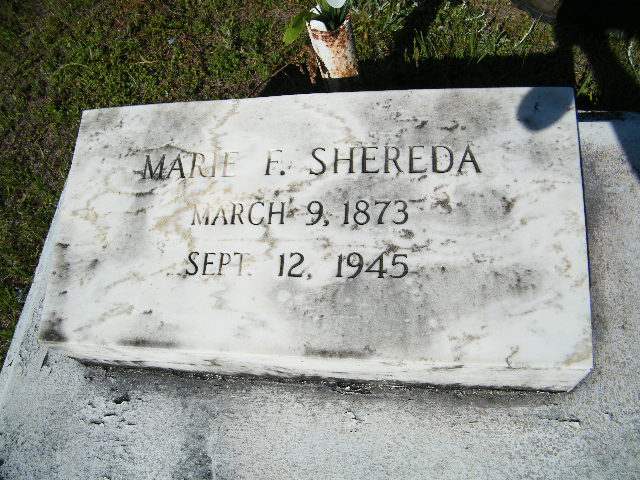 MARIE F. SHEREDA
MARCH 9, 1873
SEPT. 12, 1945